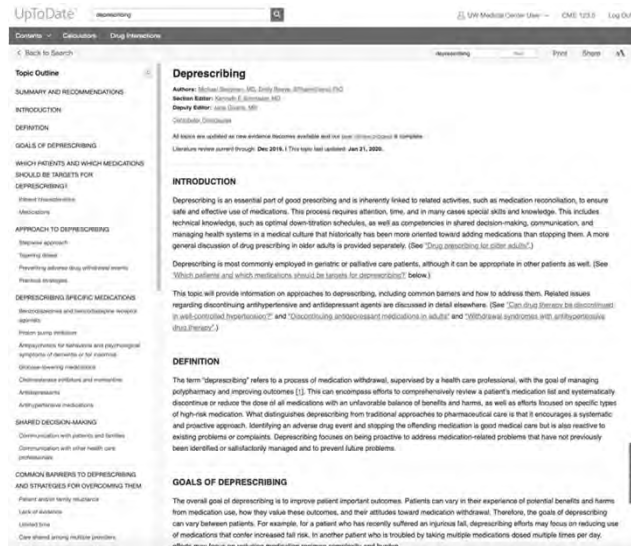 UpToDate®
deprescribing
UW Medical Center User
CME 123.5
Log Out
Contents
Calculators
Drug Interactions
< Back to Search
deprescribing
Print
Share
Topic Outline
SUMMARY AND RECOMMENDATIONS
INTRODUCTION
DEFINITION
GOALS OF DEPRESCRIBING
WHICH PATIENTS AND WHICH MEDICATIONS
SHOULD BE TARGETS FOR
DEPRESCRIBING?
Patient characteristics
Medications
APPROACH TO DEPRESCRIBING
Stepwise approach
Tapering doses
Preventing adverse drug withdrawal events
Practical strategies
DEPRESCRIBING SPECIFIC MEDICATIONS
Benzodiazepines and benzodiazepine receptor
agonists
Proton pump inhibitors
Antipsychotics for behavioral and psychological
symptoms of dementia or for insomnia
Glucose-lowering medications
Cholinesterase inhibitors and memantine
Antidepressants
Antihypertensive medications
SHARED DECISION-MAKING
Communication with patients and families
Communication with other health care
professionals
COMMON BARRIERS TO DEPRESCRIBING
AND STRATEGIES FOR OVERCOMING THEM
Patient and/or family reluctance
Lack of evidence
Limited time
Care shared among multiple providers
Deprescribing
Authors: Michael Steinman, MD, Emily Reeve, BPharm(Hons), PhD
Section Editor: Kenneth E Schmader, MD
Deputy Editor: Jane Givens, MD
Contributor Disclosures
All topics are updated as new evidence becomes available and our peer review process is complete.
Literature review current through: Dec 2019. | This topic last updated: Jan 21, 2020.
INTRODUCTION
Deprescribing is an essential part of good prescribing and is inherently linked to related activities, such as medication reconciliation, to ensure
safe and effective use of medications. This process requires attention, time, and in many cases special skills and knowledge. This includes
technical knowledge, such as optimal down-titration schedules, as well as competencies in shared decision-making, communication, and
managing health systems in a medical culture that historically has been more oriented toward adding medications than stopping them. A more
general discussion of drug prescribing in older adults is provided separately. (See "Drug prescribing for older adults".)
Deprescribing is most commonly employed in geriatric or palliative care patients, although it can be appropriate in other patients as well. (See
'Which patients and which medications should be targets for deprescribing?' below.)
This topic will provide information on approaches to deprescribing, including common barriers and how to address them. Related issues
regarding discontinuing antihypertensive and antidepressant agents are discussed in detail elsewhere. (See "Can drug therapy be discontinued
in well-controlled hypertension?" and "Discontinuing antidepressant medications in adults" and "Withdrawal syndromes with antihypertensive
drug therapy".)
DEFINITION
The term "deprescribing" refers to a process of medication withdrawal, supervised by a health care professional, with the goal of managing
polypharmacy and improving outcomes [1]. This can encompass efforts to comprehensively review a patient's medication list and systematically
discontinue or reduce the dose of all medications with an unfavorable balance of benefits and harms, as well as efforts focused on specific types
of high-risk medication. What distinguishes deprescribing from traditional approaches to pharmaceutical care is that it encourages a systematic
and proactive approach. Identifying an adverse drug event and stopping the offending medication is good medical care but is also reactive to
existing problems or complaints. Deprescribing focuses on being proactive to address medication-related problems that have not previously
been identified or satisfactorily managed and to prevent future problems.
GOALS OF DEPRESCRIBING
The overall goal of deprescribing is to improve patient important outcomes. Patients can vary in their experience of potential benefits and harms
from medication use, how they value these outcomes, and their attitudes toward medication withdrawal. Therefore, the goals of deprescribing
can vary between patients. For example, for a patient who has recently suffered an injurious fall, deprescribing efforts may focus on reducing use
of medications that confer increased fall risk. In another patient who is troubled by taking multiple medications dosed multiple times per day,